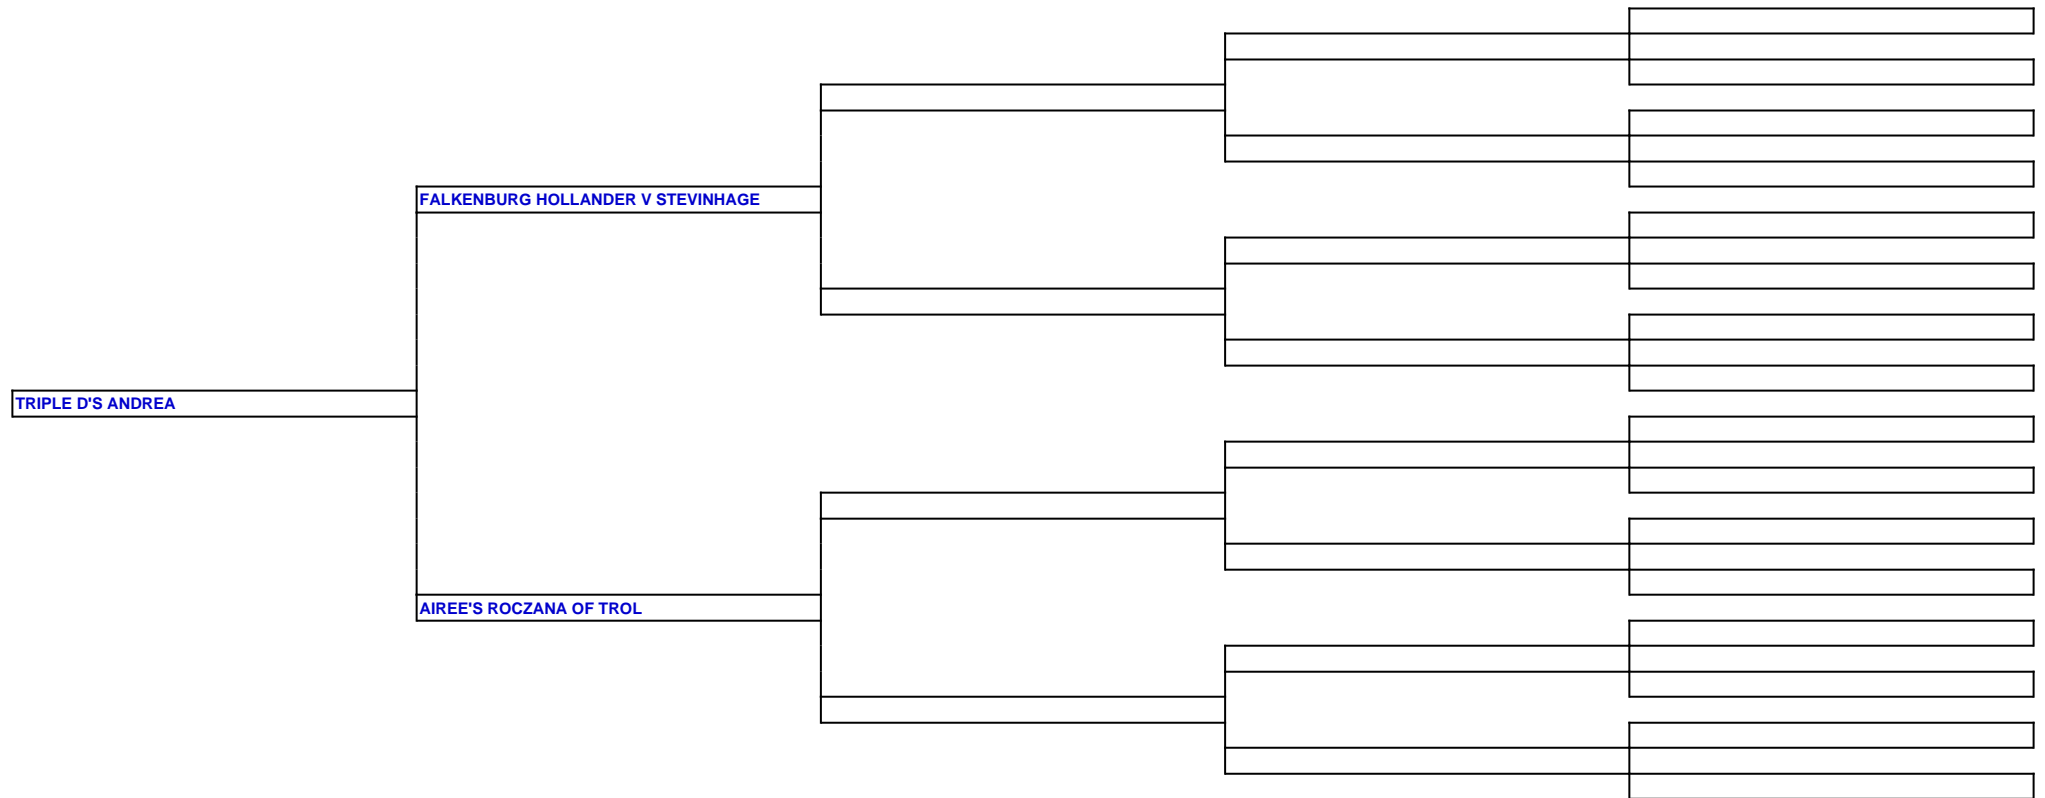 FALKENBURG HOLLANDER V STEVINHAGE
TRIPLE D'S ANDREA
AIREE'S ROCZANA OF TROL